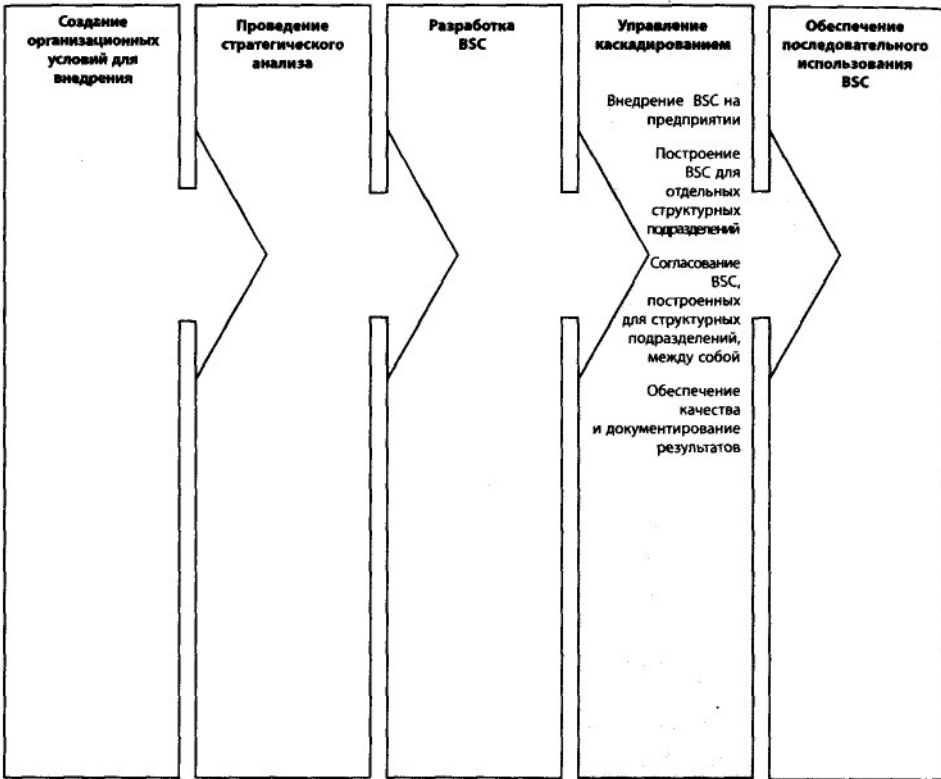 Создание
организационных
условий для
внедрения
Проведение
стратегического
анализа
Разработка
BSC
Управление
каскадированием
Внедрение BSC на
предприятии
Построение
BSC для
отдельных
структурных
подразделений
Согласование
BSC,
построенных
для структурных
подразделений,
между собой
Обеспечение
качества
и документирование
результатов
Обеспечение
последовательного
использования
BSC